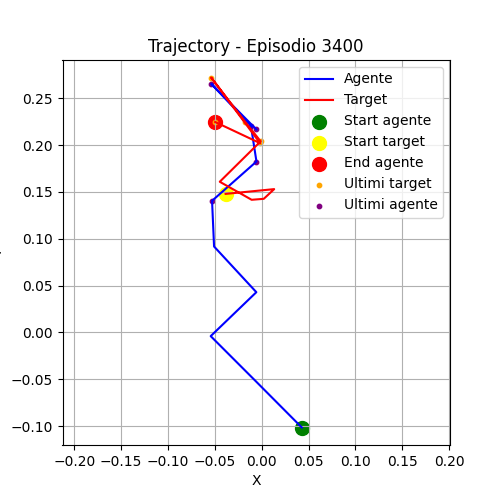 Trajectory - Episodio 3400
Agente
Target
Start agente
Start target
End agente
Ultimi target
Ultimi agente
0.25
0.20
0.15
0.10
0.05
0.00
−0.05
−0.10
−0.20 −0.15 −0.10 −0.05 0.00 0.05 0.10 0.15 0.20
X